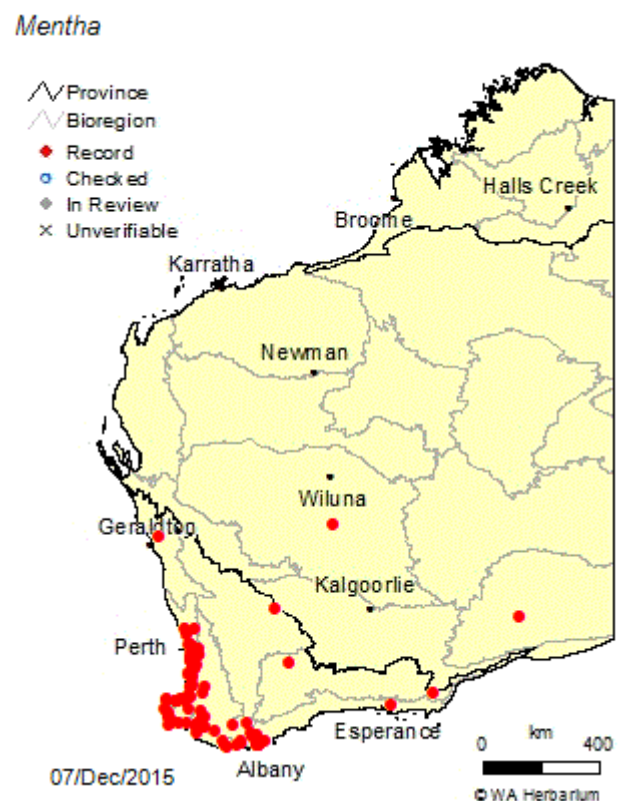 Mentha
Province
Bioregion
Record
Checked
In Review
Unverifiable
Halls Creek
Broome
Karratha
Newman
Wiluna
Geraldton
Kalgoorlie
Perth
Esperance
0 km 400
Albany
07/Dec/2015
© WA Herbarium